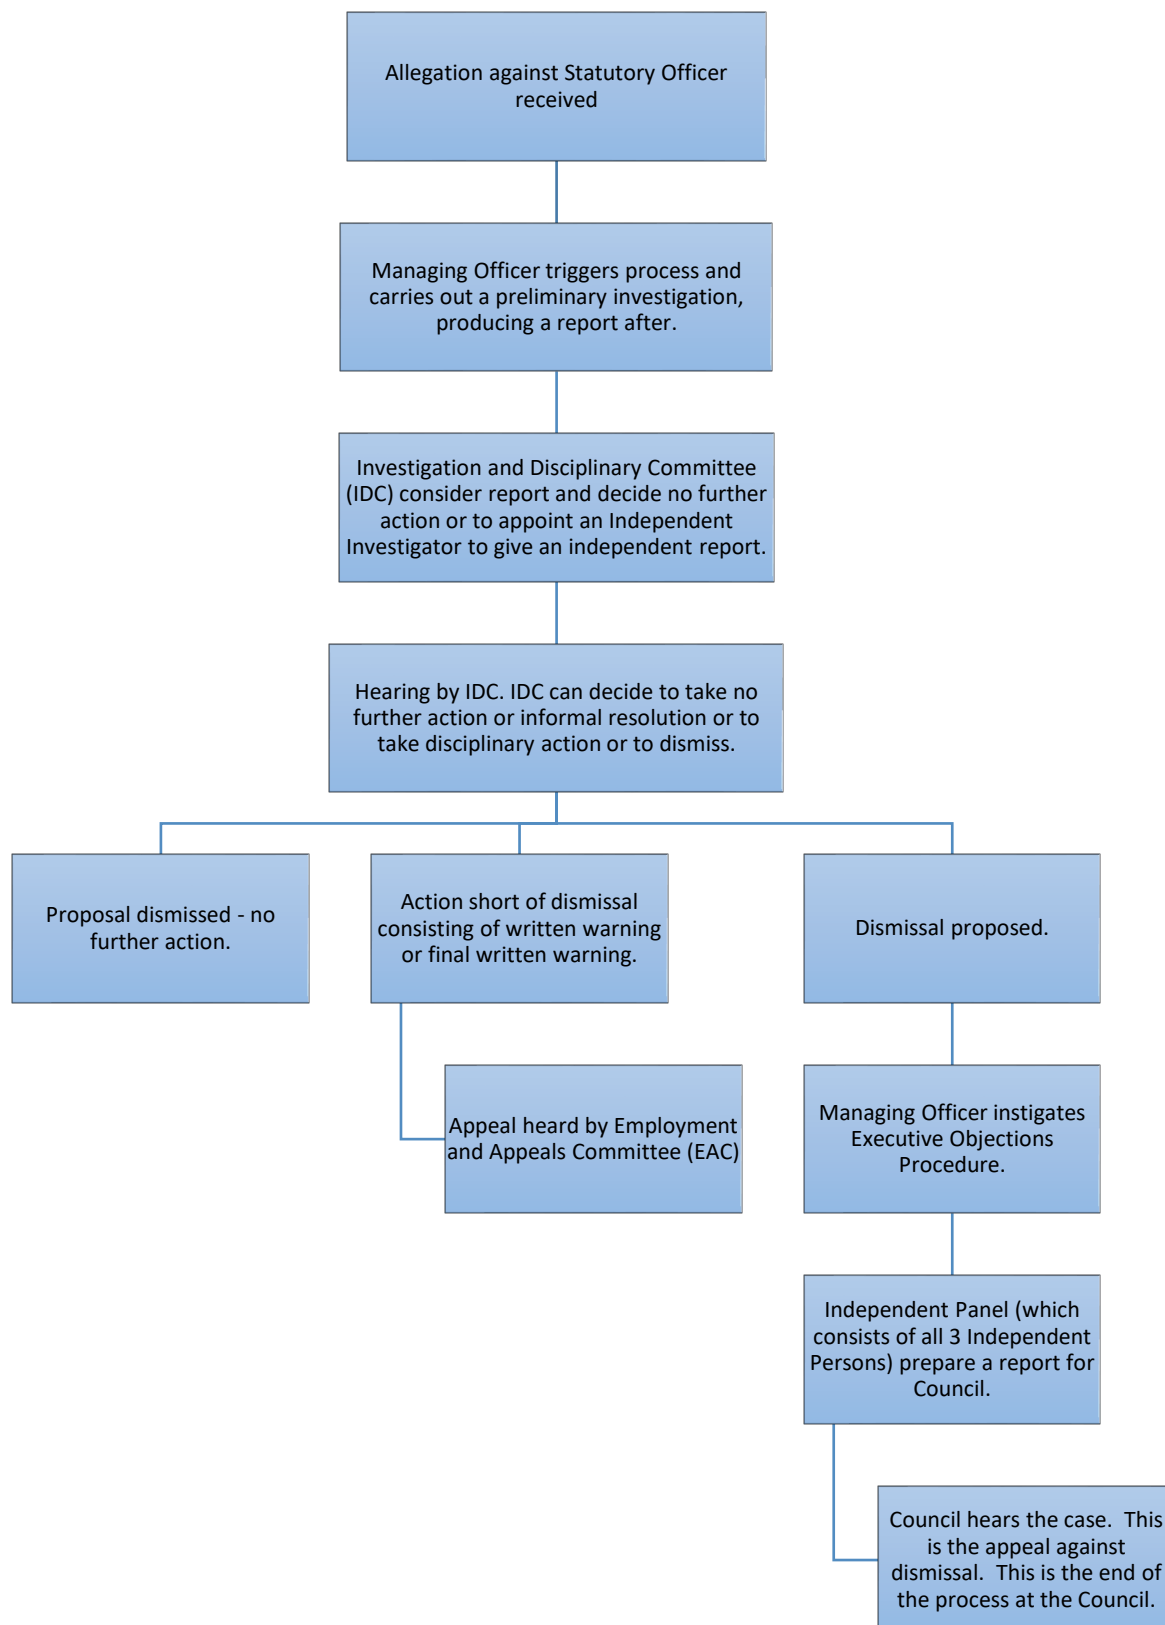 Allegation against Statutory Officer
received
Managing Officer triggers process and
carries out a preliminary investigation,
producing a report after.
Investigation and Disciplinary Committee
(IDC) consider report and decide no further
action or to appoint an Independent
Investigator to give an independent report.
Hearing by IDC. IDC can decide to take no
further action or informal resolution or to
take disciplinary action or to dismiss.
Proposal dismissed - no
further action.
Action short of dismissal
consisting of written warning
or final written warning.
Dismissal proposed.
Appeal heard by Employment
and Appeals Committee (EAC)
Managing Officer instigates
Executive Objections
Procedure.
Independent Panel (which
consists of all 3 Independent
Persons) prepare a report for
Council.
Council hears the case.  This
is the appeal against
dismissal.  This is the end of
the process at the Council.